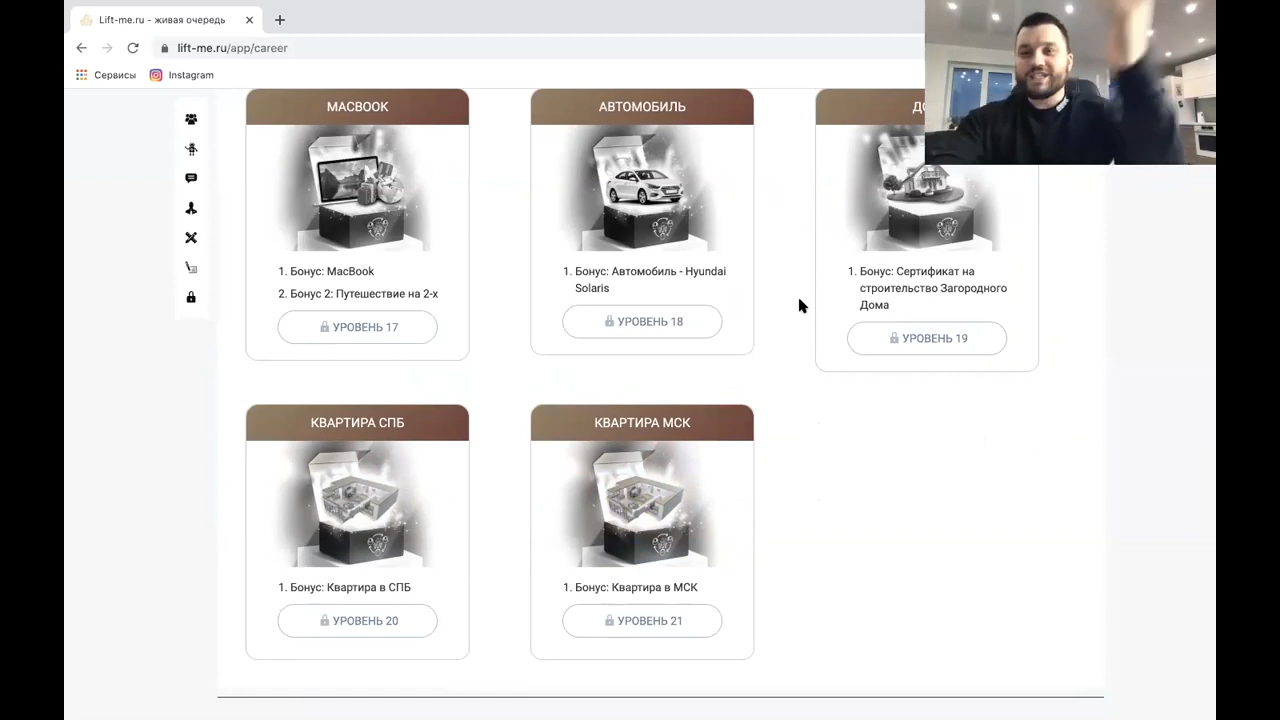 Lift-me.ru - живая очередь
lift-me.ru/app/career
Сервисы
Instagram
MACBOOK
АВТОМОБИЛЬ
1. Бонус: MacBook
2. Бонус 2: Путешествие на 2-х
УРОВЕНЬ 17
1. Бонус: Автомобиль - Hyundai
Solaris
УРОВЕНЬ 18
1. Бонус: Сертификат на
строительство Загородного
Дома
УРОВЕНЬ 19
КВАРТИРА СПБ
КВАРТИРА МСК
1. Бонус: Квартира в СПБ
УРОВЕНЬ 20
1. Бонус: Квартира в МСК
УРОВЕНЬ 21